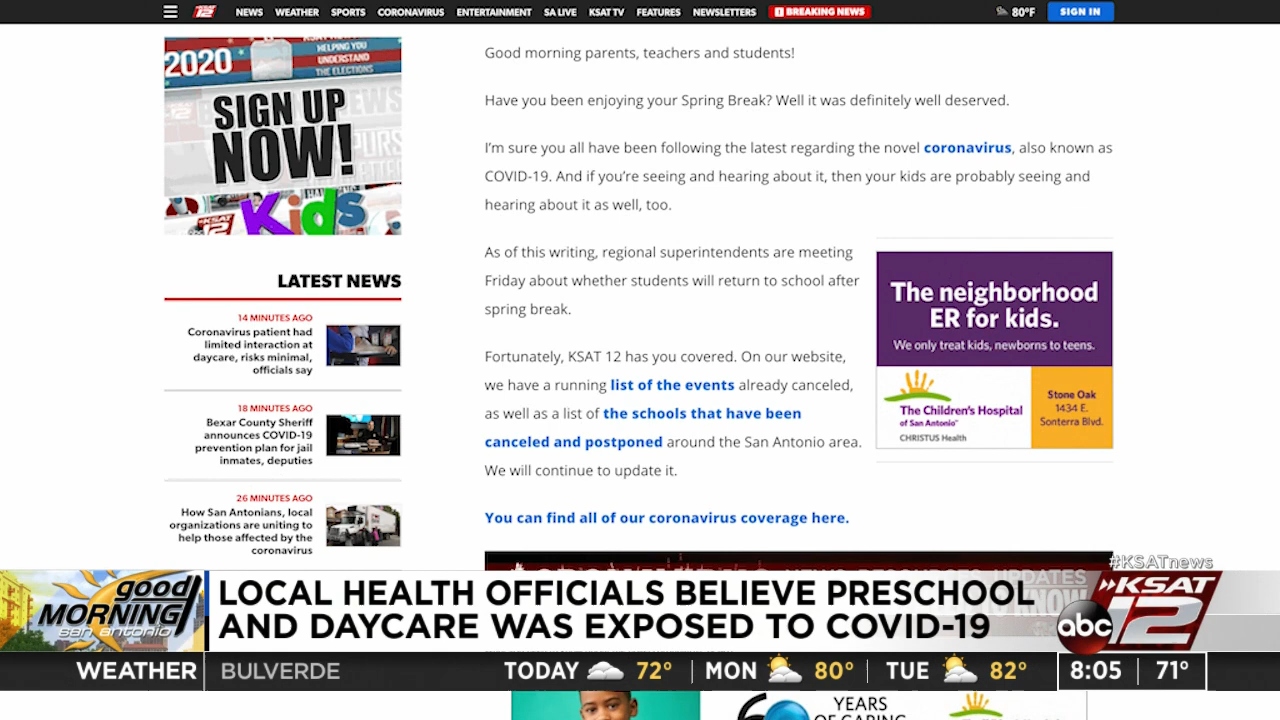 KSAT 12
NEWS WEATHER SPORTS CORONAVIRUS ENTERTAINMENT SA LIVE KSAT TV FEATURES NEWSLETTERS BREAKING NEWS
80°F
SIGN IN
2020
HELPING YOU
UNDERSTAND
THE ELECTIONS
SIGN UP
NOW!
KSAT
12
Kids
LATEST NEWS
14 MINUTES AGO
Coronavirus patient had
limited interaction at
daycare, risks minimal,
officials say
18 MINUTES AGO
Bexar County Sheriff
announces COVID-19
prevention plan for jail
inmates, deputies
26 MINUTES AGO
How San Antonians, local
organizations are uniting to
help those affected by the
coronavirus
Good morning parents, teachers and students!
Have you been enjoying your Spring Break? Well it was definitely well deserved.
I'm sure you all have been following the latest regarding the novel coronavirus, also known as
COVID-19. And if you're seeing and hearing about it, then your kids are probably seeing and
hearing about it as well, too.
As of this writing, regional superintendents are meeting
Friday about whether students will return to school after
spring break.
Fortunately, KSAT 12 has you covered. On our website,
we have a running list of the events already canceled,
as well as a list of the schools that have been
canceled and postponed around the San Antonio area.
We will continue to update it.
You can find all of our coronavirus coverage here.
The neighborhood
ER for kids.
We only treat kids, newborns to teens.
The Children's Hospital
of San Antonio™
CHRISTUS Health
Stone Oak
1434 E.
Sonterra Blvd.
#KSATnews
UPDATES
good
MORNING
san antonio
LOCAL HEALTH OFFICIALS BELIEVE PRESCHOOL
AND DAYCARE WAS EXPOSED TO COVID-19
abc
KSAT
12
WEATHER BULVERDE TODAY 72° MON 80° TUE 82° 8:05 71°
YEARS
OF CARING